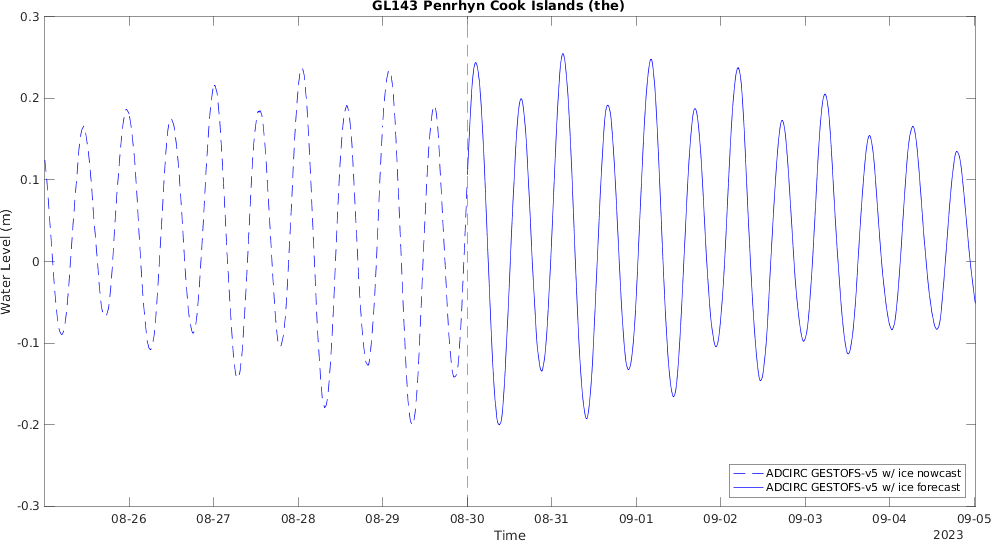 GL143 Penrhyn Cook Islands (the)
0.3
0.2
0.1
0
-0.1
-0.2
-0.3
Water Level (m)
ADCIRC GESTOFS-v5 w/ ice nowcast
ADCIRC GESTOFS-v5 w/ ice forecast
08-26 08-27 08-28 08-29 08-30 08-31 09-01 09-02 09-03 09-04 09-05
Time
2023